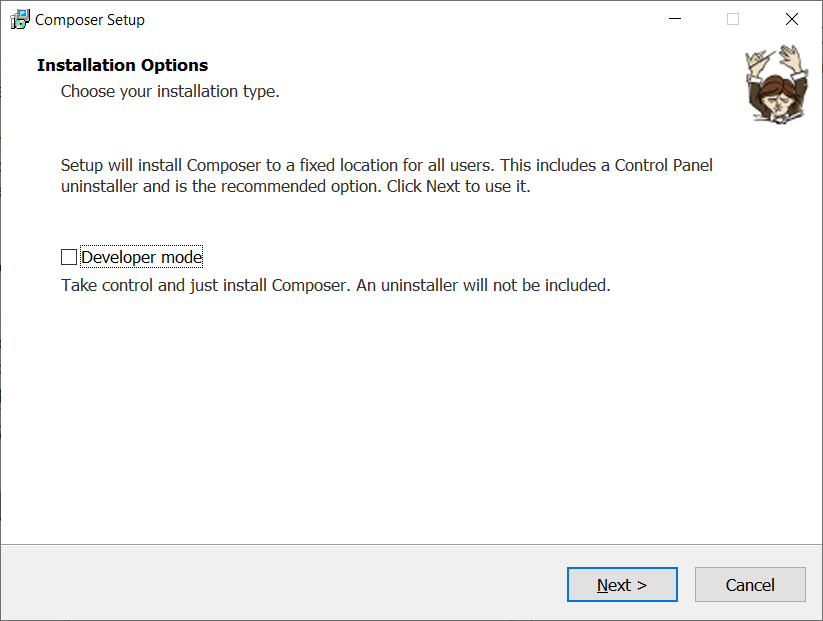 Composer Setup
Installation Options
Choose your installation type.
Setup will install Composer to a fixed location for all users. This includes a Control Panel
uninstaller and is the recommended option. Click Next to use it.
Developer mode
Take control and just install Composer. An uninstaller will not be included.
Next >
Cancel